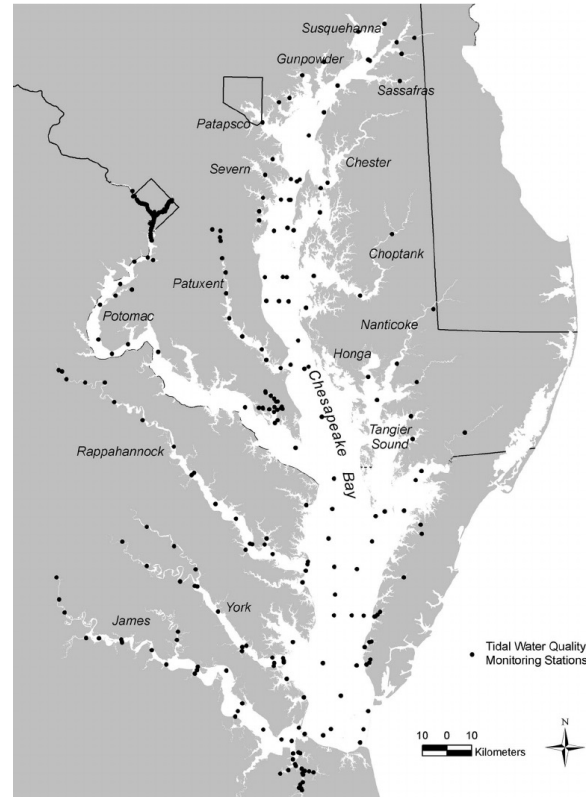 Susquehanna
Gunpowder
Sassafras
Patapsco
Severn
Chester
Choptank
Patuxent
Nanticoke
Potomac
Honga
Chesapeake
Bay
Tangier
Sound
Rappahannock
York
James
Tidal Water Quality
Monitoring Stations
N
10 0 10
Kilometers